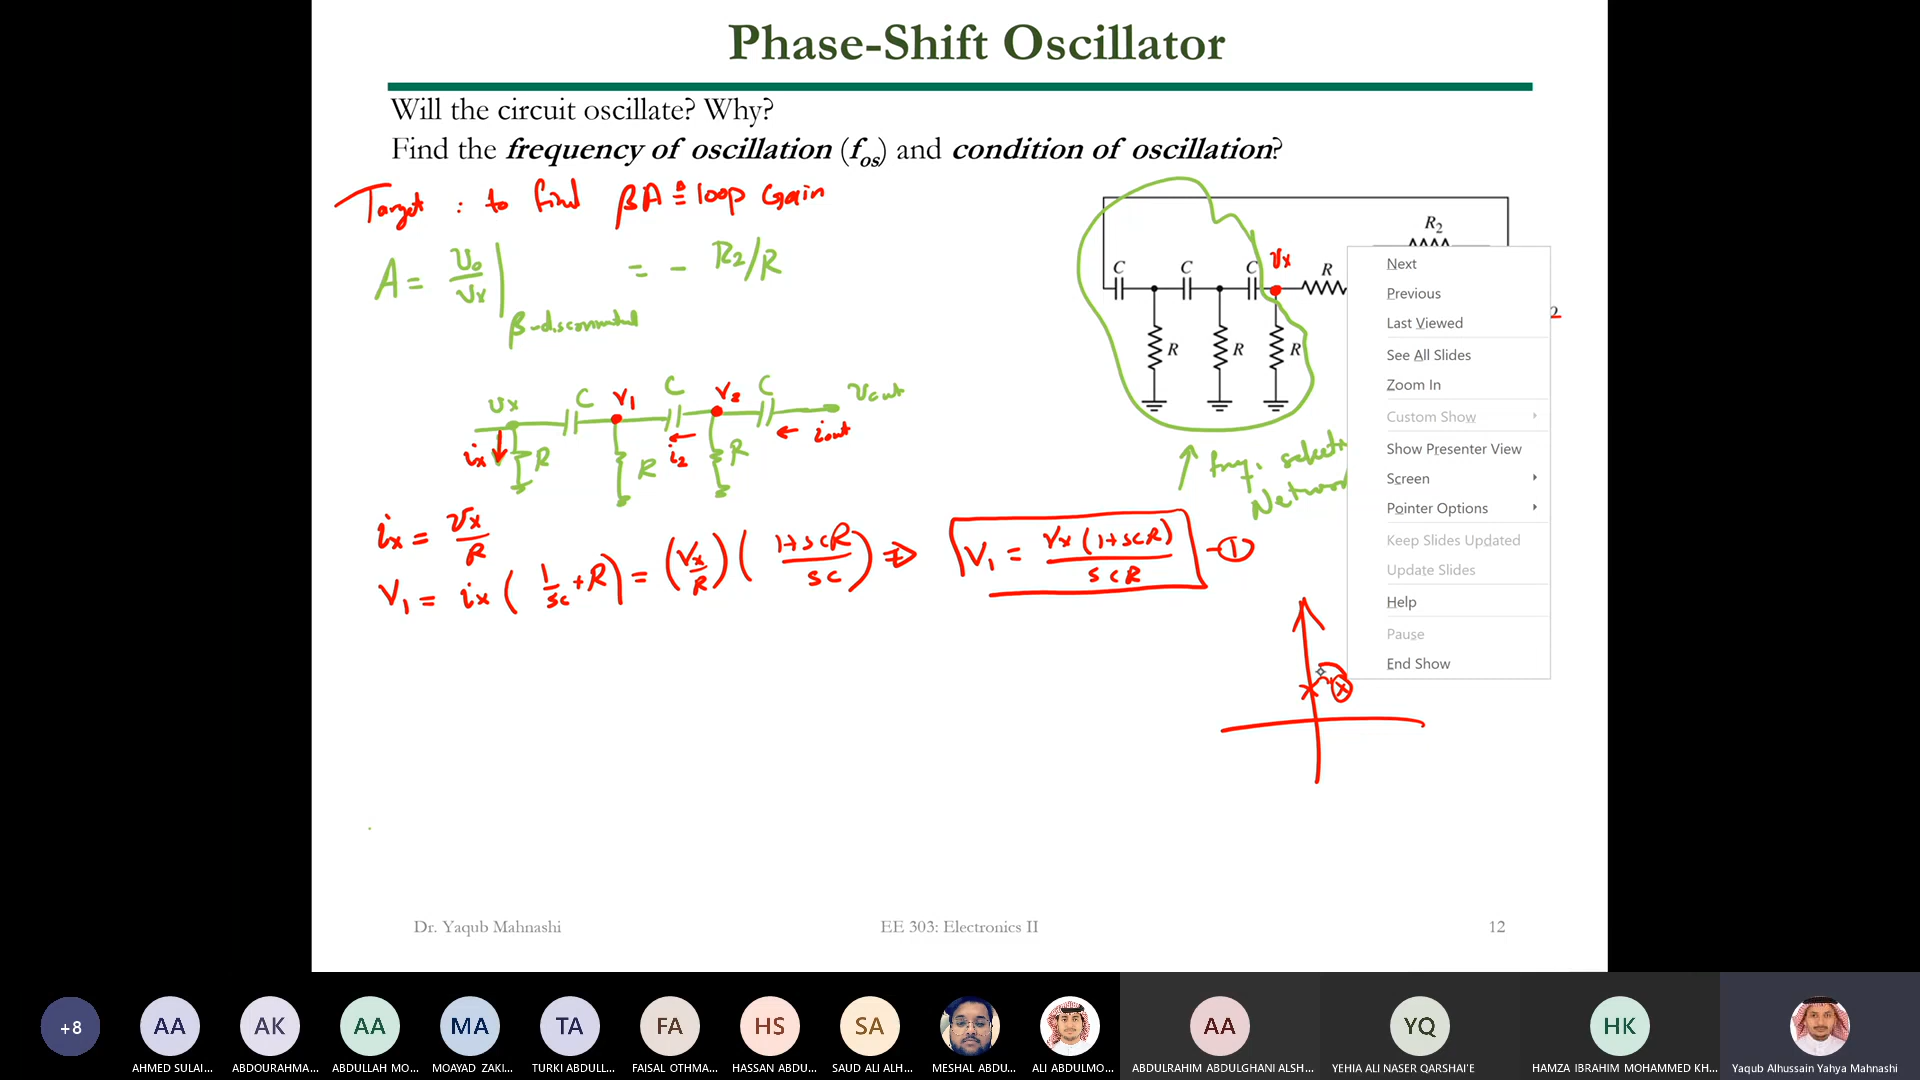 Phase-Shift Oscillator
Will the circuit oscillate? Why?
Find the frequency of oscillation (fos) and condition of oscillation?
Target : to find βA ≜ loop Gain
A = vo/vx | = - R2/R
β-disconnected
C C C vx R R2
R R R
2
↑ freq.
vx C V1 C V2 C vout
ix R R i2 R iout
ix = vx/R
V1 = ix ( 1/sC + R ) = (vx/R) ( 1+sCR / sC ) ⇒ V1 = vx (1+sCR) / sCR -①
Next
Previous
Last Viewed
See All Slides
Zoom In
Custom Show
Show Presenter View
Screen
Pointer Options
Keep Slides Updated
Update Slides
Help
Pause
End Show
Dr. Yaqub Mahnashi EE 303: Electronics II 12
+8 AA AK AA MA TA FA HS SA AA YQ HK
AHMED SULAI... ABDOURAHMA... ABDULLAH MO... MOAYAD ZAKI... TURKI ABDULL... FAISAL OTHMA... HASSAN ABDU... SAUD ALI ALH... MESHAL ABDU... ALI ABDULMO... ABDULRAHIM ABDULGHANI ALSH... YEHIA ALI NASER QARSHAI'E HAMZA IBRAHIM MOHAMMED KH... Yaqub Alhussain Yahya Mahnashi